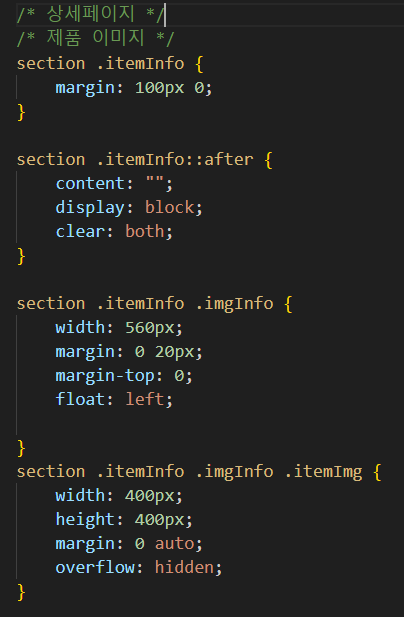 /* 상세페이지 */
/* 제품 이미지 */
section .itemInfo {
    margin: 100px 0;
}

section .itemInfo::after {
    content: "";
    display: block;
    clear: both;
}

section .itemInfo .imgInfo {
    width: 560px;
    margin: 0 20px;
    margin-top: 0;
    float: left;

}
section .itemInfo .imgInfo .itemImg {
    width: 400px;
    height: 400px;
    margin: 0 auto;
    overflow: hidden;
}